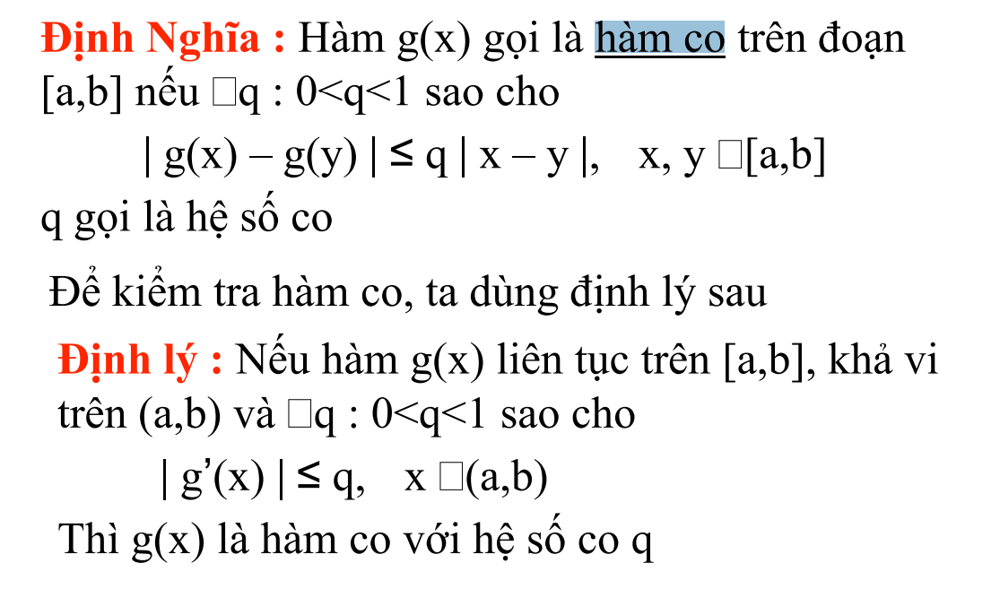 Định Nghĩa : Hàm g(x) gọi là hàm co trên đoạn
[a,b] nếu □q : 0<q<1 sao cho
| g(x) – g(y) | ≤ q | x – y |, x, y □[a,b]
q gọi là hệ số co
Để kiểm tra hàm co, ta dùng định lý sau
Định lý : Nếu hàm g(x) liên tục trên [a,b], khả vi
trên (a,b) và □q : 0<q<1 sao cho
| g’(x) | ≤ q, x □(a,b)
Thì g(x) là hàm co với hệ số co q